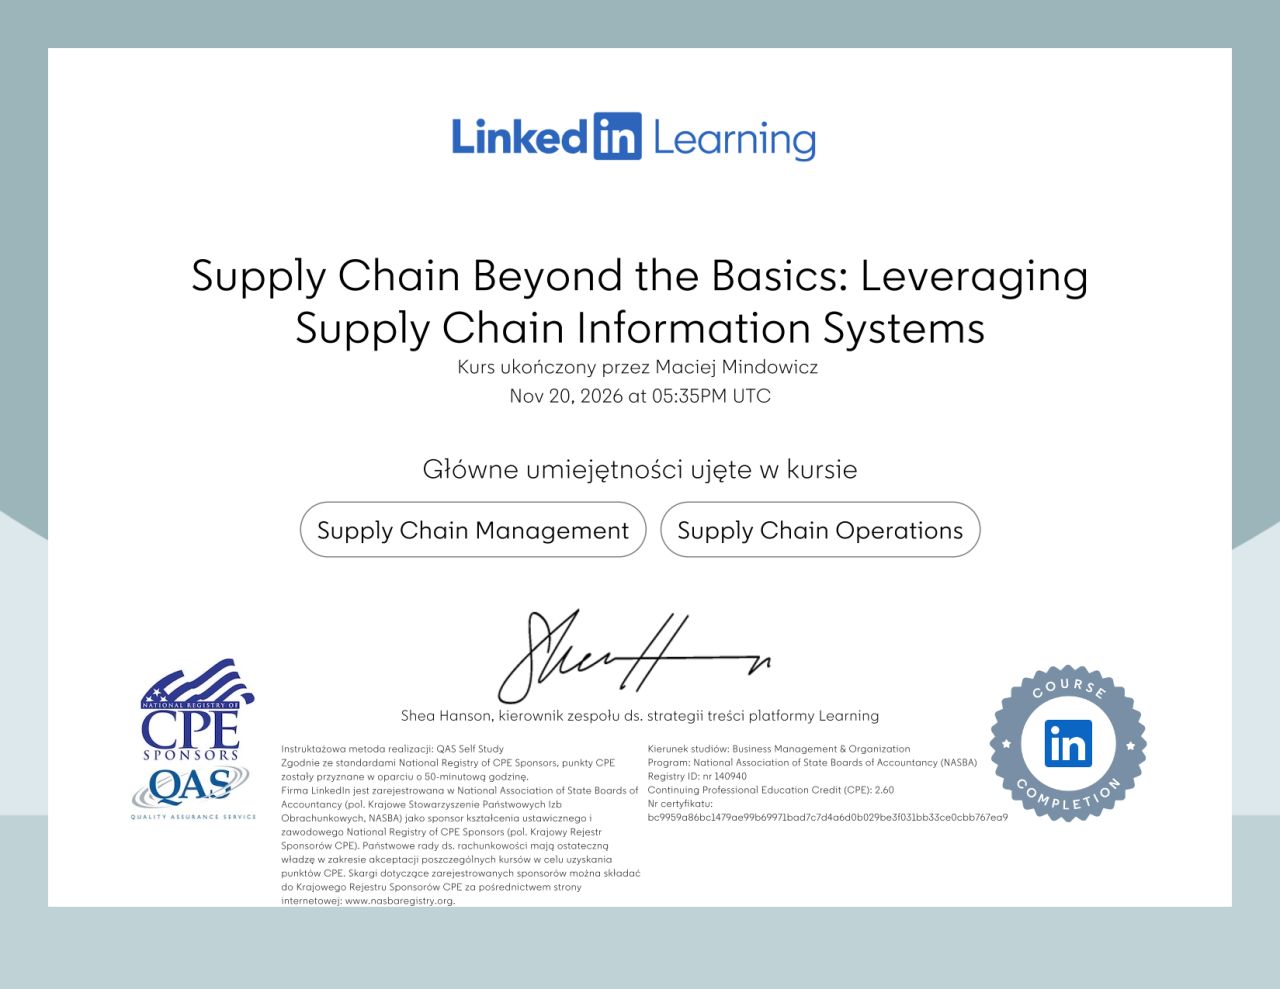 LinkedIn Learning
Supply Chain Beyond the Basics: Leveraging
Supply Chain Information Systems
Kurs ukończony przez Maciej Mindowicz
Nov 20, 2026 at 05:35PM UTC
Główne umiejętności ujęte w kursie
Supply Chain Management
Supply Chain Operations
Shea Hanson, kierownik zespołu ds. strategii treści platformy Learning
NATIONAL REGISTRY OF
CPE
SPONSORS
QAS
QUALITY ASSURANCE SERVICE
Instruktażowa metoda realizacji: QAS Self Study
Zgodnie ze standardami National Registry of CPE Sponsors, punkty CPE
zostały przyznane w oparciu o 50-minutową godzinę.
Firma LinkedIn jest zarejestrowana w National Association of State Boards of
Accountancy (pol. Krajowe Stowarzyszenie Państwowych Izb
Obrachunkowych, NASBA) jako sponsor kształcenia ustawicznego i
zawodowego National Registry of CPE Sponsors (pol. Krajowy Rejestr
Sponsorów CPE). Państwowe rady ds. rachunkowości mają ostateczną
władzę w zakresie akceptacji poszczególnych kursów w celu uzyskania
punktów CPE. Skargi dotyczące zarejestrowanych sponsorów można składać
do Krajowego Rejestru Sponsorów CPE za pośrednictwem strony
internetowej: www.nasbaregistry.org.
Kierunek studiów: Business Management & Organization
Program: National Association of State Boards of Accountancy (NASBA)
Registry ID: nr 140940
Continuing Professional Education Credit (CPE): 2.60
Nr certyfikatu:
bc9959a86bc1479ae99b69971bad7c7d4a6d0b029be3f031bb33ce0cbb767ea9
COURSE
in
COMPLETION